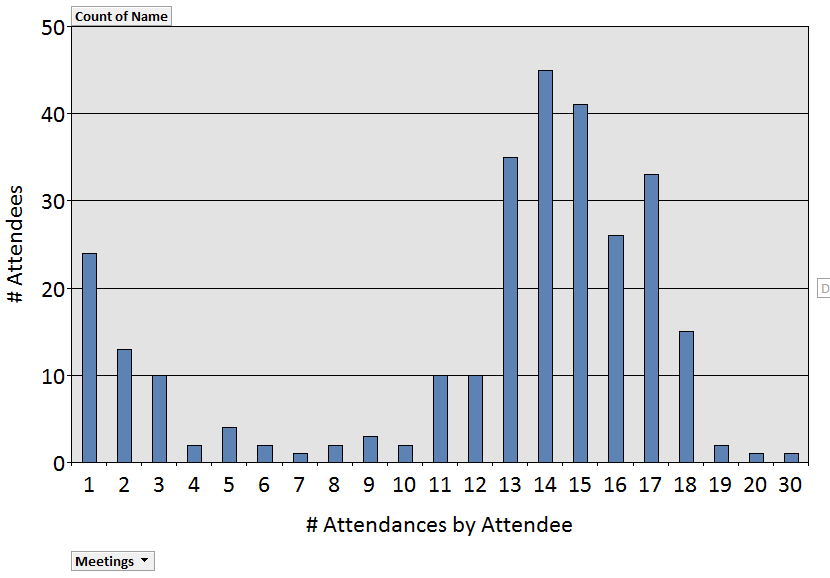 Count of Name
50
40
30
20
10
0
# Attendees
1 2 3 4 5 6 7 8 9 10 11 12 13 14 15 16 17 18 19 20 30
# Attendances by Attendee
Meetings
D